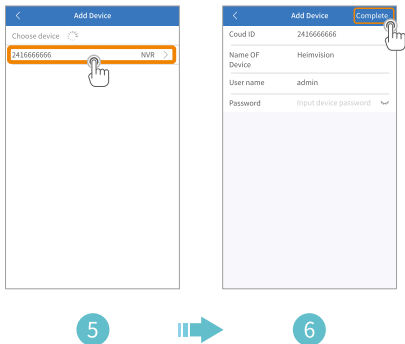 Add Device
Choose device
2416666666 NVR
5
Add Device Complete
Coud ID 2416666666
Name OF Heimvision
Device
User name admin
Password Input device password
6